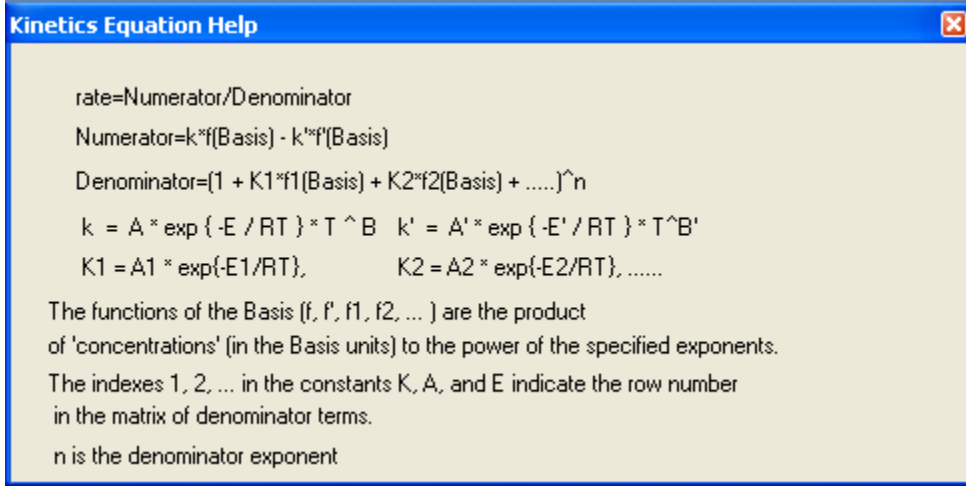 Kinetics Equation Help
rate=Numerator/Denominator
Numerator=k*f(Basis) - k'*f'(Basis)
Denominator=(1 + K1*f1(Basis) + K2*f2(Basis) + .....)^n
k = A * exp { -E / RT } * T ^ B k' = A' * exp { -E' / RT } * T^B'
K1 = A1 * exp{-E1/RT}, K2 = A2 * exp{-E2/RT}, ......
The functions of the Basis (f, f', f1, f2, ... ) are the product
of 'concentrations' (in the Basis units) to the power of the specified exponents.
The indexes 1, 2, ... in the constants K, A, and E indicate the row number
in the matrix of denominator terms.
n is the denominator exponent